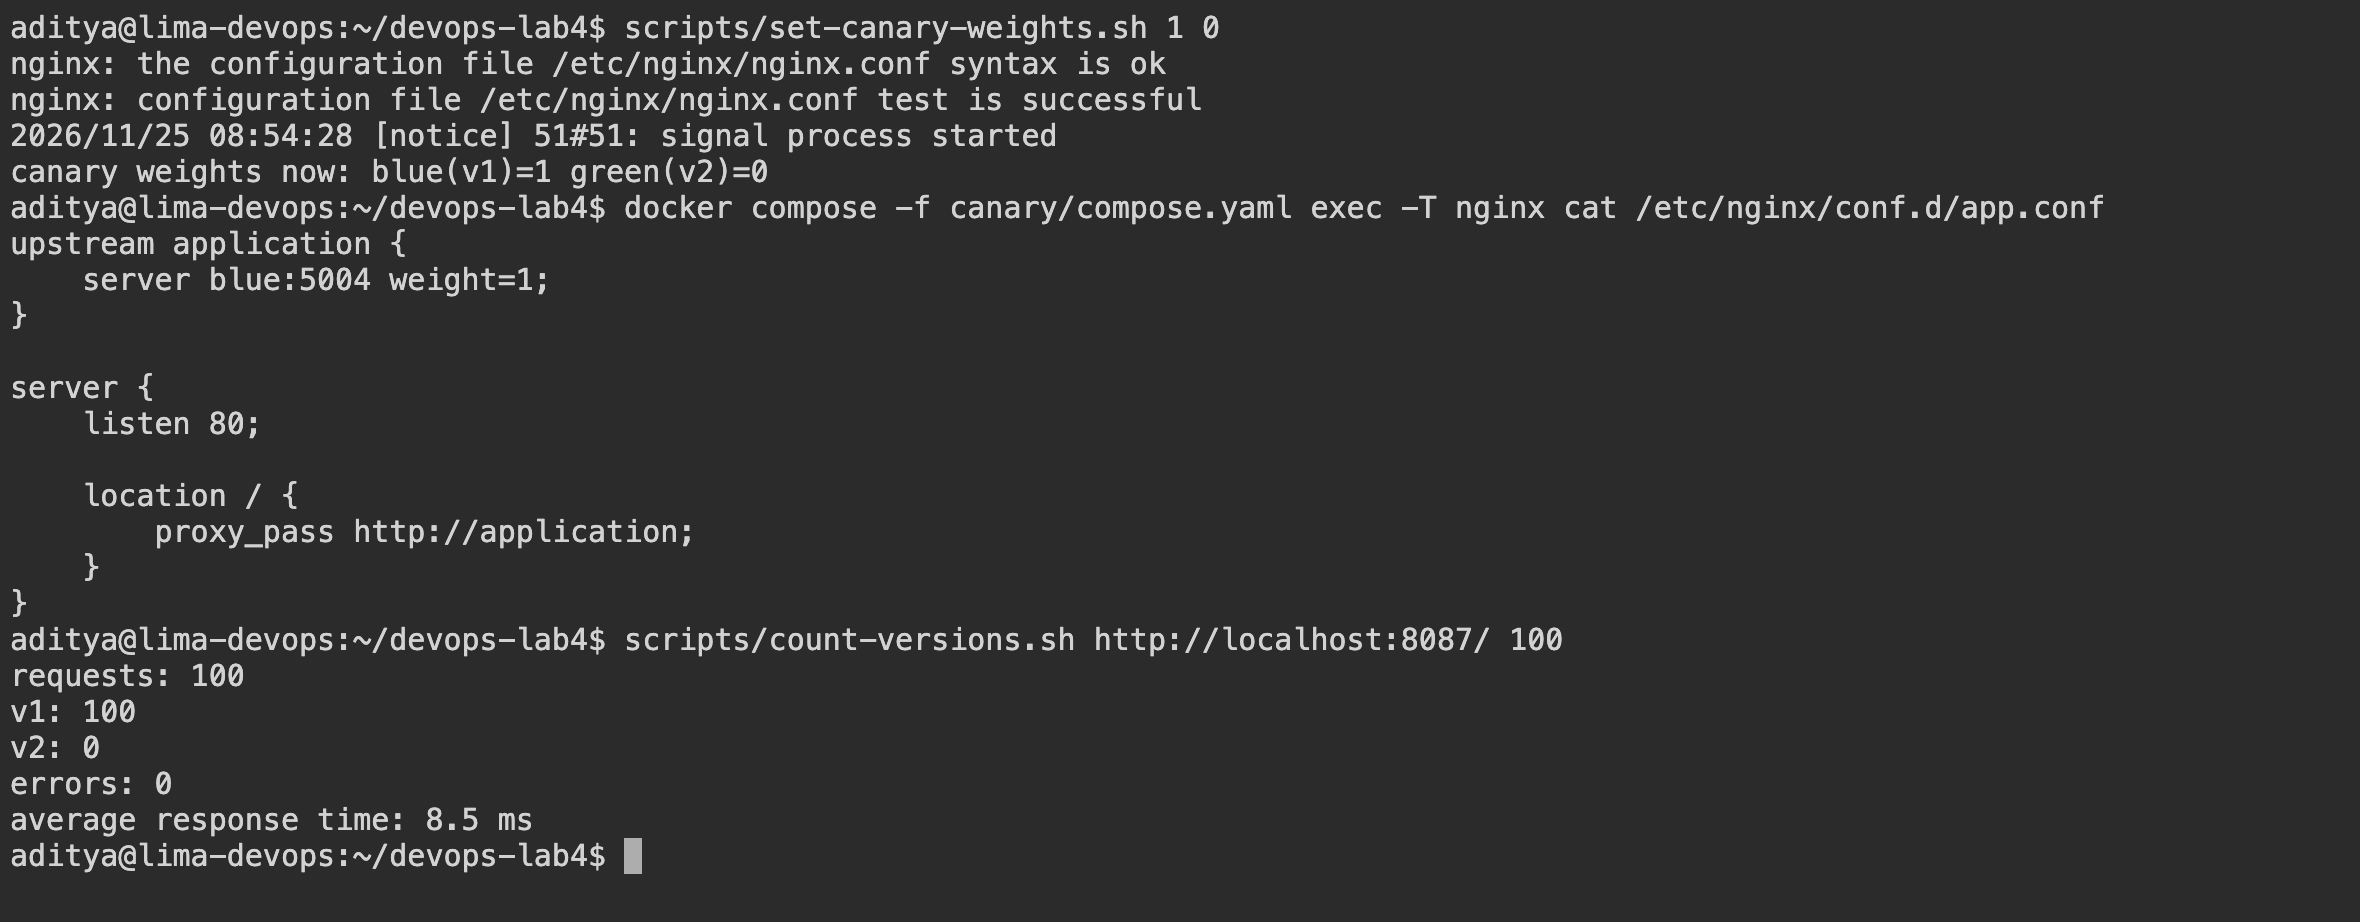 aditya@lima-devops:~/devops-lab4$ scripts/set-canary-weights.sh 1 0
nginx: the configuration file /etc/nginx/nginx.conf syntax is ok
nginx: configuration file /etc/nginx/nginx.conf test is successful
2026/11/25 08:54:28 [notice] 51#51: signal process started
canary weights now: blue(v1)=1 green(v2)=0
aditya@lima-devops:~/devops-lab4$ docker compose -f canary/compose.yaml exec -T nginx cat /etc/nginx/conf.d/app.conf
upstream application {
    server blue:5004 weight=1;
}

server {
    listen 80;

    location / {
        proxy_pass http://application;
    }
}
aditya@lima-devops:~/devops-lab4$ scripts/count-versions.sh http://localhost:8087/ 100
requests: 100
v1: 100
v2: 0
errors: 0
average response time: 8.5 ms
aditya@lima-devops:~/devops-lab4$